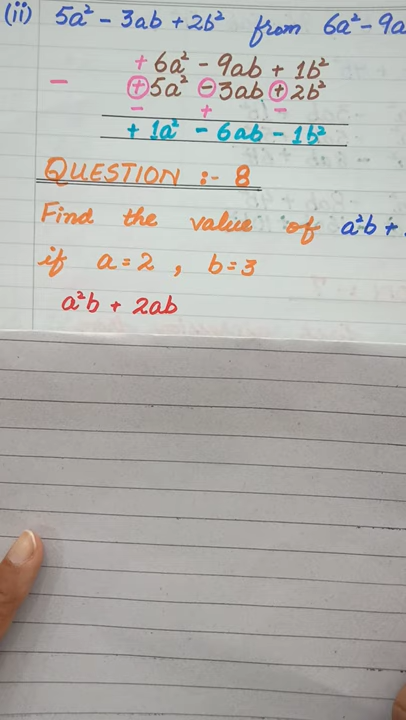 (ii) 5a² - 3ab + 2b² from 6a² - 9a
+ 6a² - 9ab + 1b²
- + 5a² - 3ab + 2b²
- + -
+ 1a² - 6ab - 1b²
QUESTION :- 8
Find the value of a²b +
if a = 2 , b = 3
a²b + 2ab